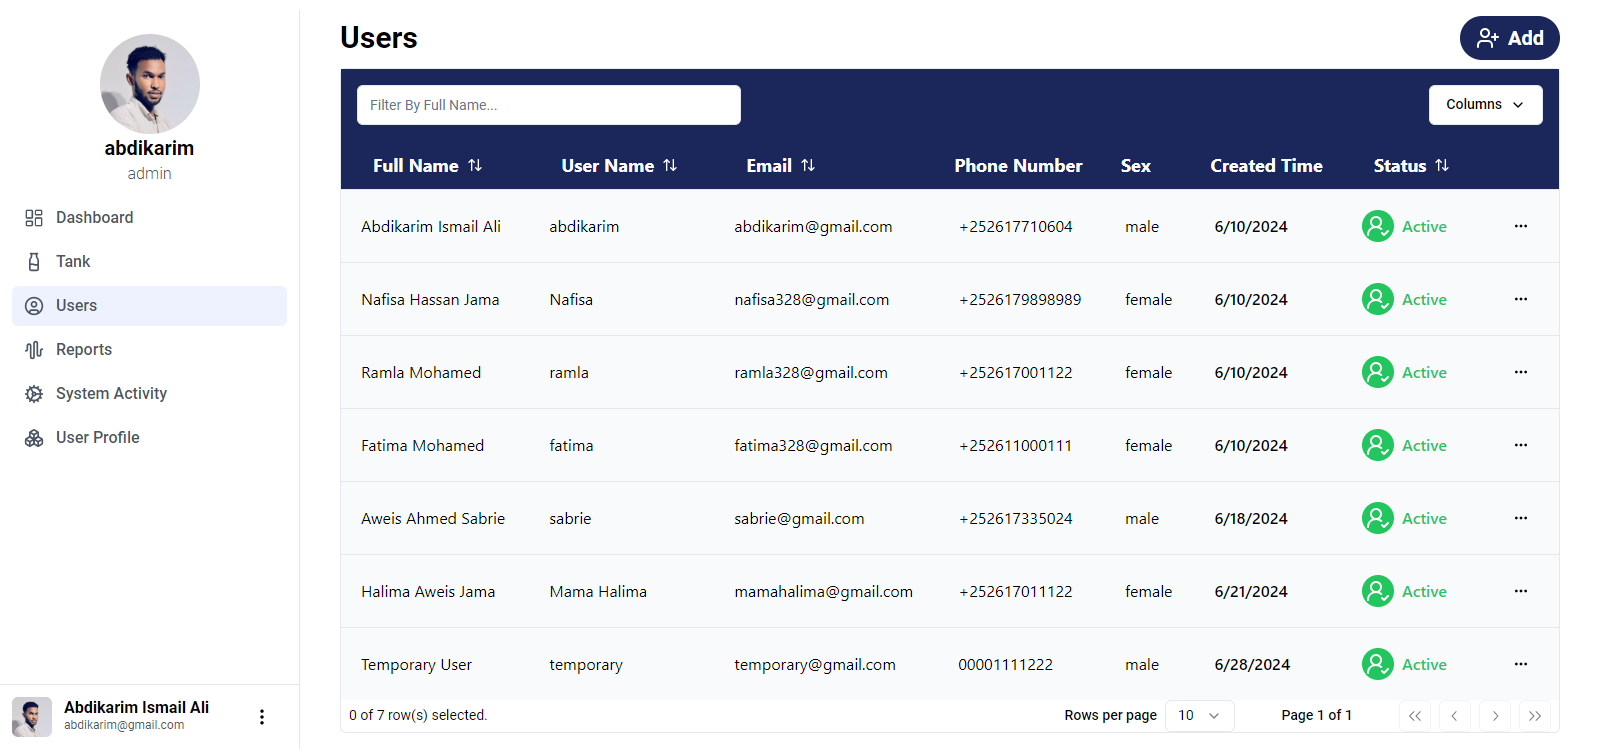 abdikarim
admin
Dashboard
Tank
Users
Reports
System Activity
User Profile
Abdikarim Ismail Ali
abdikarim@gmail.com
Users
Add
Filter By Full Name...
Columns
Full Name User Name Email Phone Number Sex Created Time Status
Abdikarim Ismail Ali abdikarim abdikarim@gmail.com +252617710604 male 6/10/2024 Active
Nafisa Hassan Jama Nafisa nafisa328@gmail.com +2526179898989 female 6/10/2024 Active
Ramla Mohamed ramla ramla328@gmail.com +252617001122 female 6/10/2024 Active
Fatima Mohamed fatima fatima328@gmail.com +252611000111 female 6/10/2024 Active
Aweis Ahmed Sabrie sabrie sabrie@gmail.com +252617335024 male 6/18/2024 Active
Halima Aweis Jama Mama Halima mamahalima@gmail.com +252617011122 female 6/21/2024 Active
Temporary User temporary temporary@gmail.com 00001111222 male 6/28/2024 Active
0 of 7 row(s) selected. Rows per page 10 Page 1 of 1